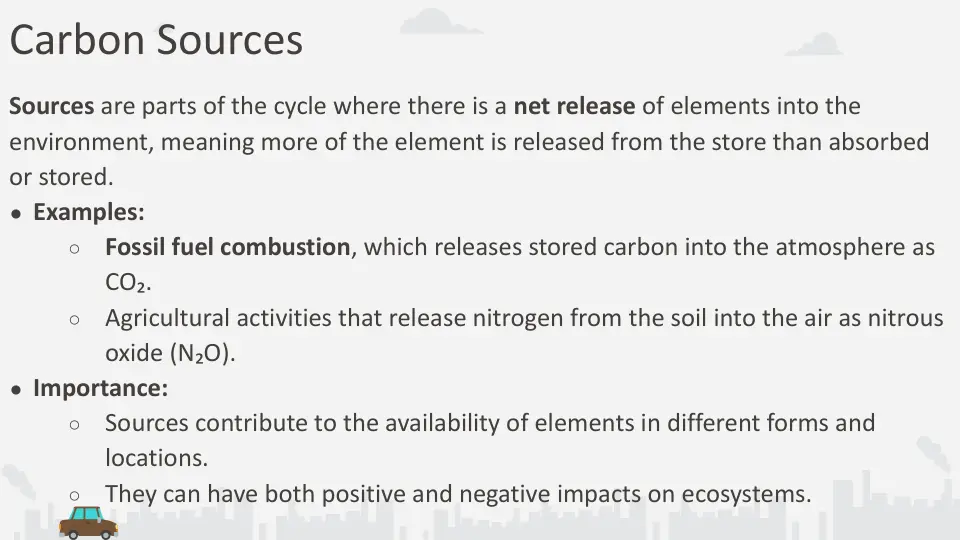 Carbon Sources
Sources are parts of the cycle where there is a net release of elements into the
environment, meaning more of the element is released from the store than absorbed
or stored.
● Examples:
○ Fossil fuel combustion, which releases stored carbon into the atmosphere as
CO₂.
○ Agricultural activities that release nitrogen from the soil into the air as nitrous
oxide (N₂O).
● Importance:
○ Sources contribute to the availability of elements in different forms and
locations.
○ They can have both positive and negative impacts on ecosystems.